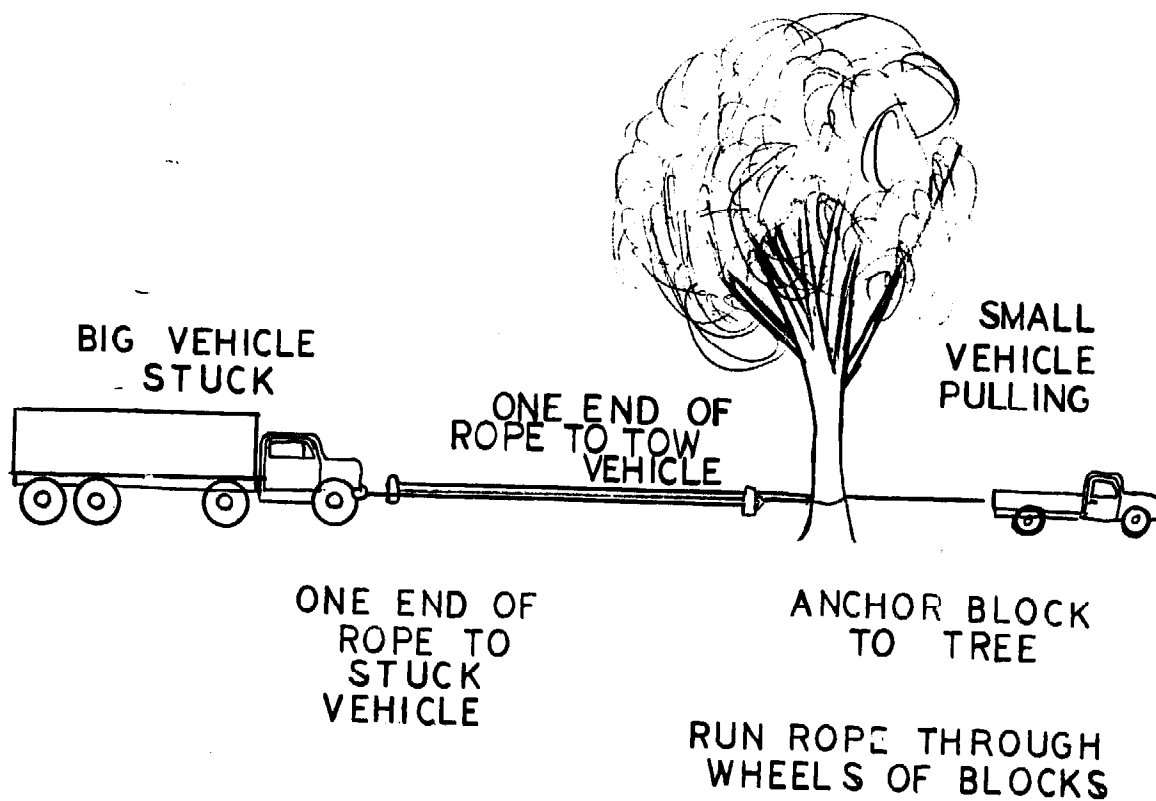 BIG VEHICLE
STUCK
ONE END OF
ROPE TO TOW
VEHICLE
SMALL
VEHICLE
PULLING
ONE END OF
ROPE TO
STUCK
VEHICLE
ANCHOR BLOCK
TO TREE
RUN ROPE THROUGH
WHEELS OF BLOCKS